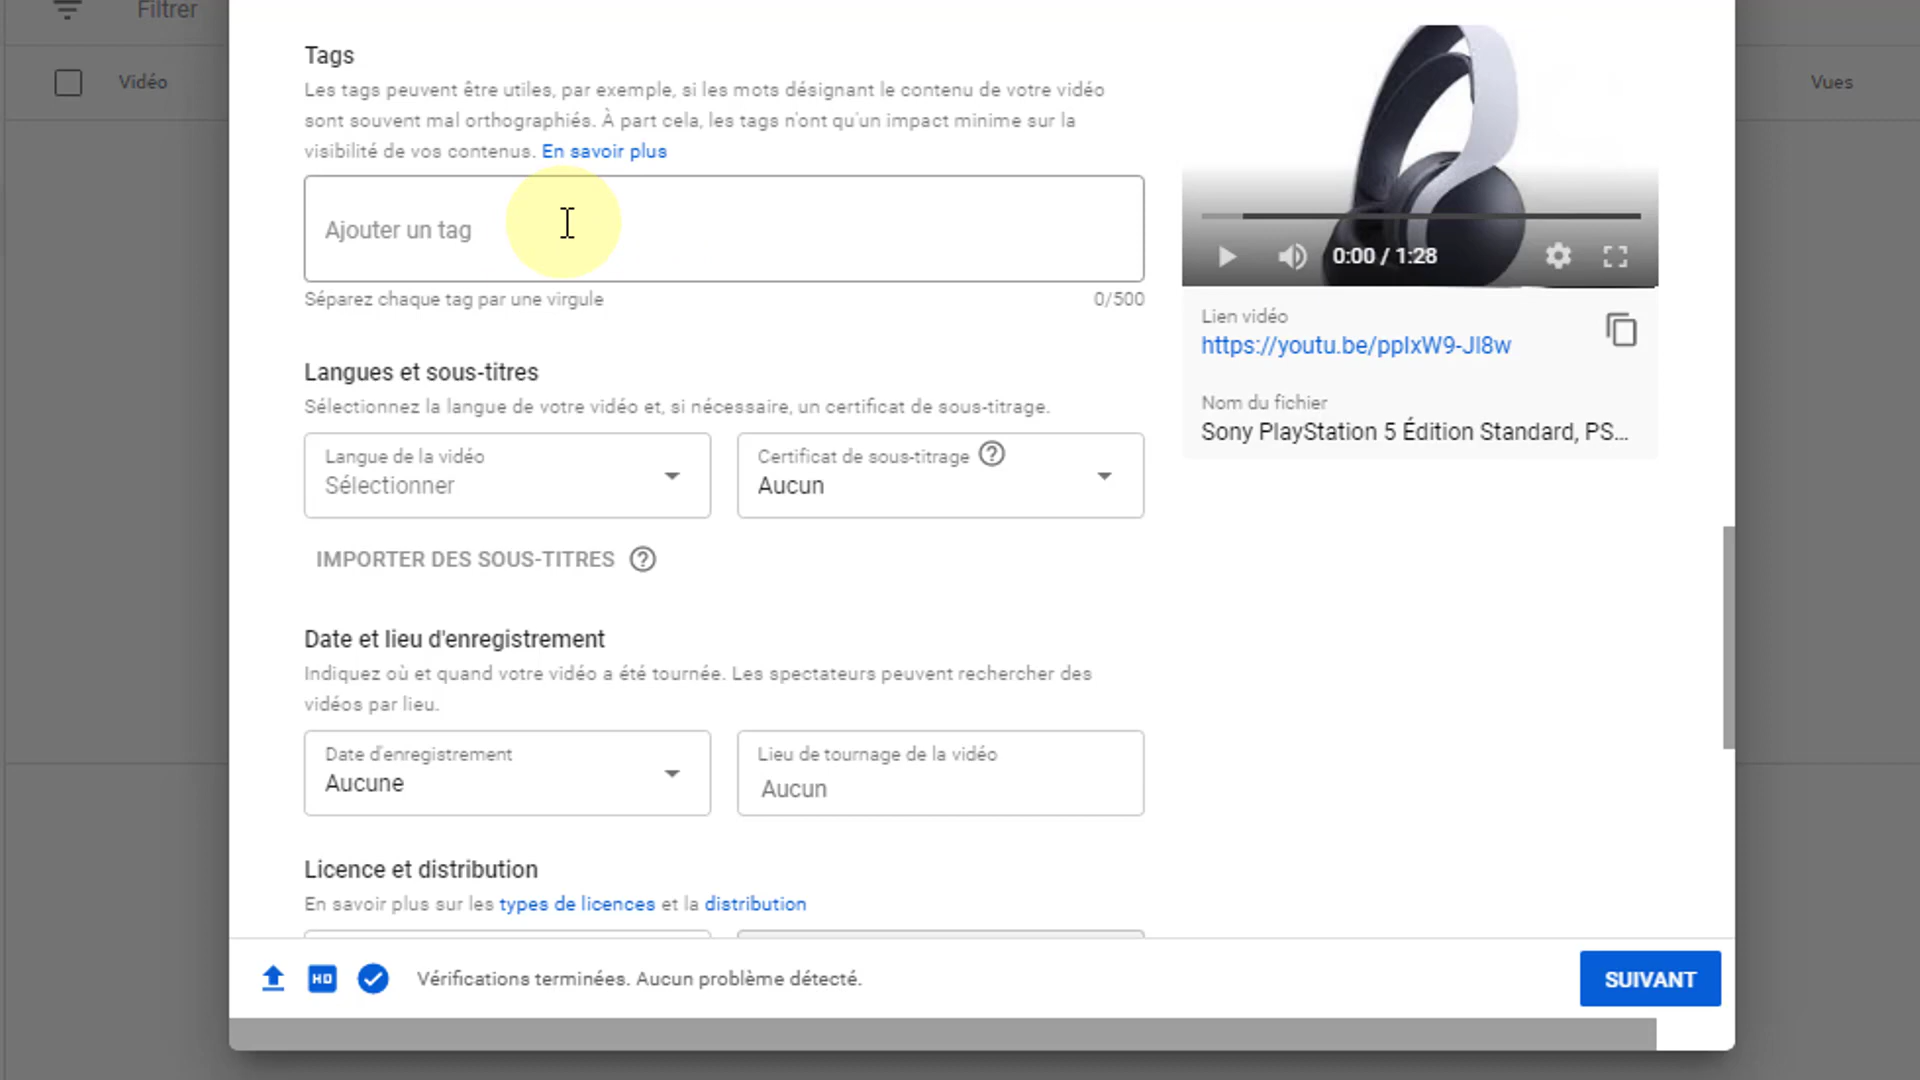 Filtrer
Vidéo
Vues
Tags
Les tags peuvent être utiles, par exemple, si les mots désignant le contenu de votre vidéo
sont souvent mal orthographiés. À part cela, les tags n'ont qu'un impact minime sur la
visibilité de vos contenus. En savoir plus
Ajouter un tag
Séparez chaque tag par une virgule
0/500
0:00 / 1:28
Lien vidéo
https://youtu.be/ppIxW9-JI8w
Nom du fichier
Sony PlayStation 5 Édition Standard, PS...
Langues et sous-titres
Sélectionnez la langue de votre vidéo et, si nécessaire, un certificat de sous-titrage.
Langue de la vidéo
Sélectionner
Certificat de sous-titrage
Aucun
IMPORTER DES SOUS-TITRES
Date et lieu d'enregistrement
Indiquez où et quand votre vidéo a été tournée. Les spectateurs peuvent rechercher des
vidéos par lieu.
Date d'enregistrement
Aucune
Lieu de tournage de la vidéo
Aucun
Licence et distribution
En savoir plus sur les types de licences et la distribution
HD
Vérifications terminées. Aucun problème détecté.
SUIVANT